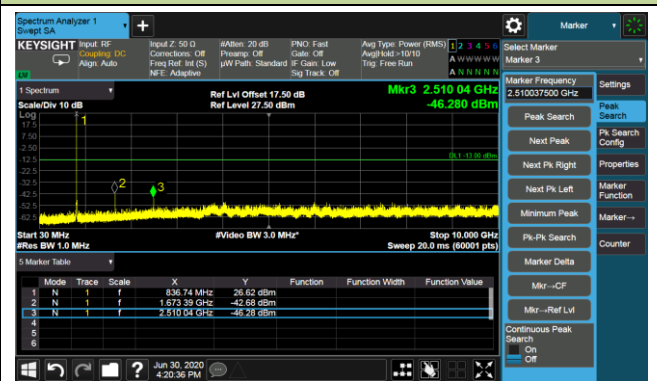 Spectrum Analyzer 1
Swept SA
Marker
KEYSIGHT
Input: RF
Coupling: DC
Align: Auto
Input Z: 50 Ω
Corrections: Off
Freq Ref: Int (S)
NFE: Adaptive
#Atten: 20 dB
Preamp: Off
µW Path: Standard
PNO: Fast
Gate: Off
IF Gain: Low
Sig Track: Off
Avg Type: Power (RMS)
Avg|Hold:>10/10
Trig: Free Run
1 2 3 4 5 6
A W W W W W
A N N N N N
LXI
Select Marker
Marker 3
1 Spectrum
Scale/Div 10 dB
Ref Lvl Offset 17.50 dB
Ref Level 27.50 dBm
Mkr3 2.510 04 GHz
-46.280 dBm
Log
17.5
7.50
-2.50
-12.5
-22.5
-32.5
-42.5
-52.5
-62.5
1
2
3
DL1 -13.00 dBm
Start 30 MHz
#Res BW 1.0 MHz
#Video BW 3.0 MHz*
Stop 10.000 GHz
Sweep 20.0 ms (60001 pts)
5 Marker Table
Mode Trace Scale X Y Function Function Width Function Value
1 N 1 f 836.74 MHz 26.62 dBm
2 N 1 f 1.673 39 GHz -42.68 dBm
3 N 1 f 2.510 04 GHz -46.28 dBm
4
5
6
Marker Frequency
2.510037500 GHz
Peak Search
Next Peak
Next Pk Right
Next Pk Left
Minimum Peak
Pk-Pk Search
Marker Delta
Mkr→CF
Mkr→Ref Lvl
Continuous Peak
Search
On
Off
Settings
Peak
Search
Pk Search
Config
Properties
Marker
Function
Marker→
Counter
Jun 30, 2020
4:20:36 PM